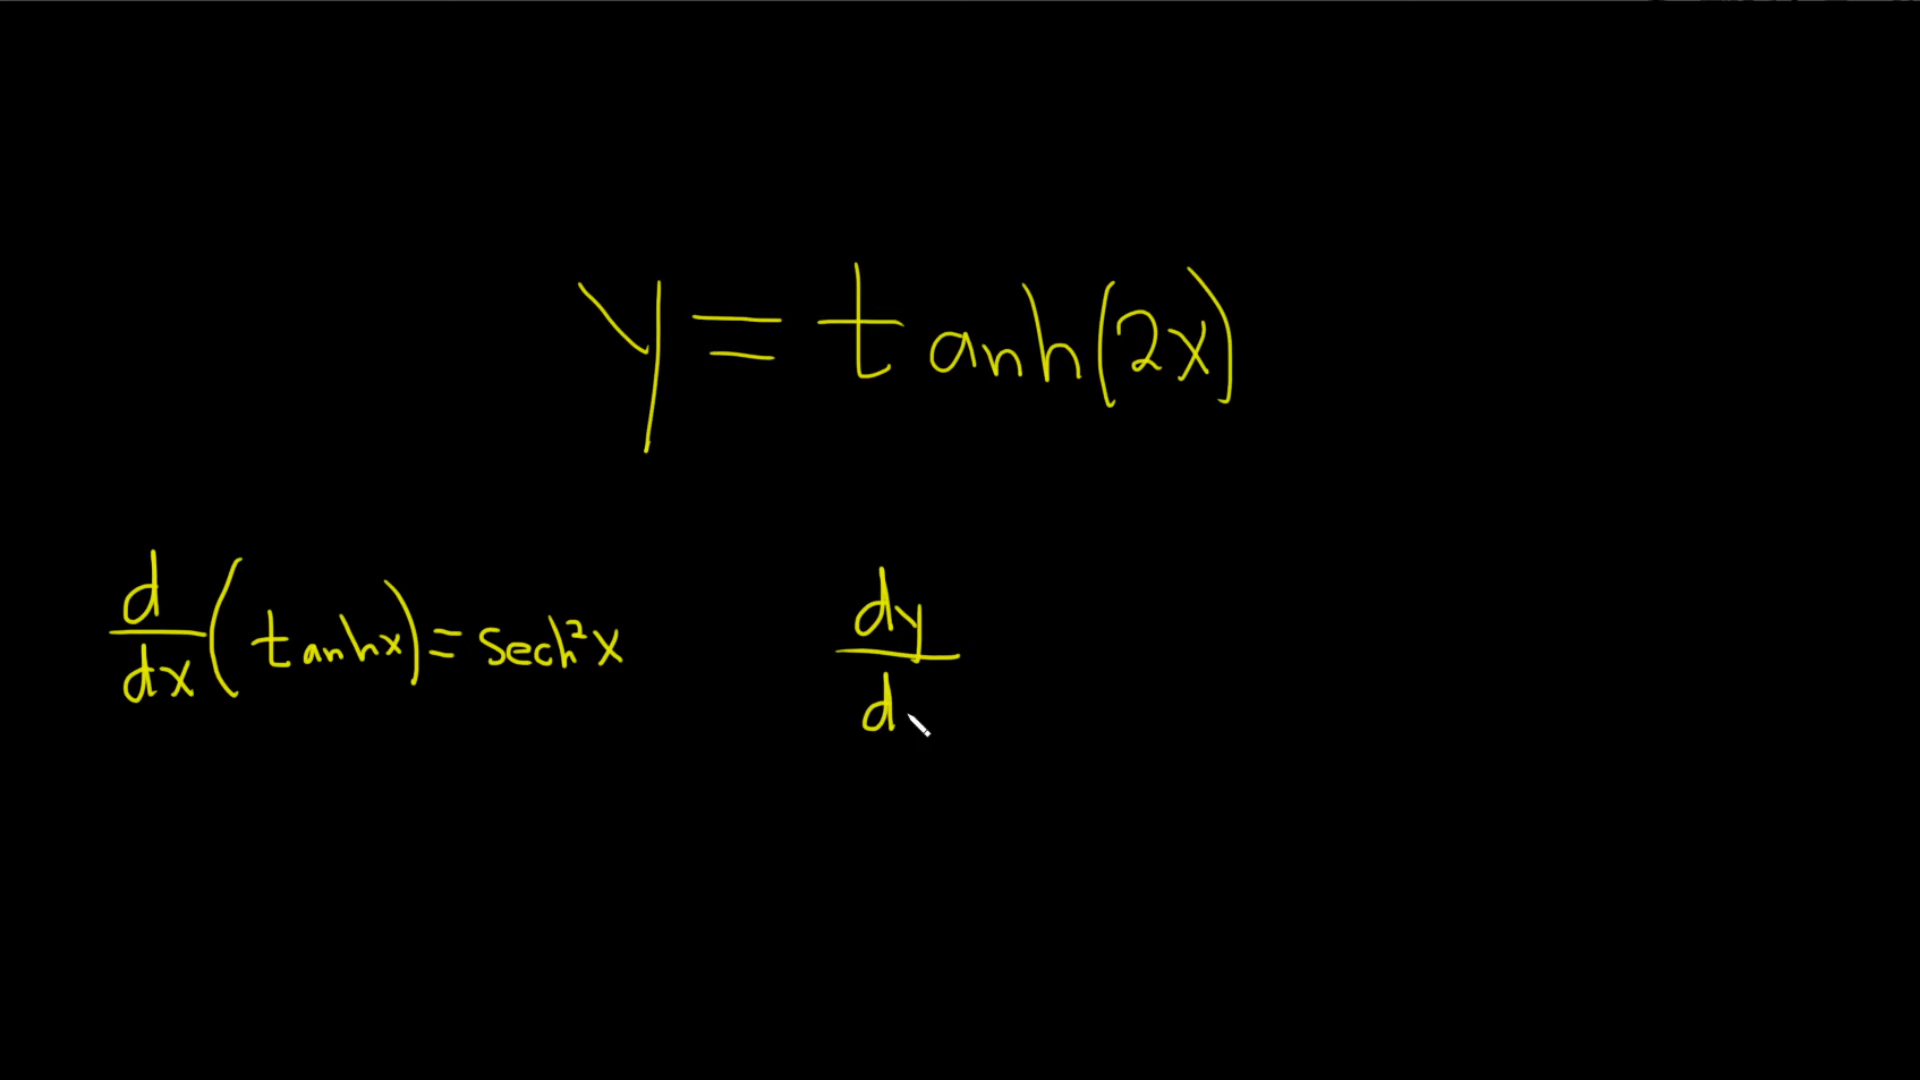 y = tanh(2x)
d/dx (tanhx) = sech²x
dy/d